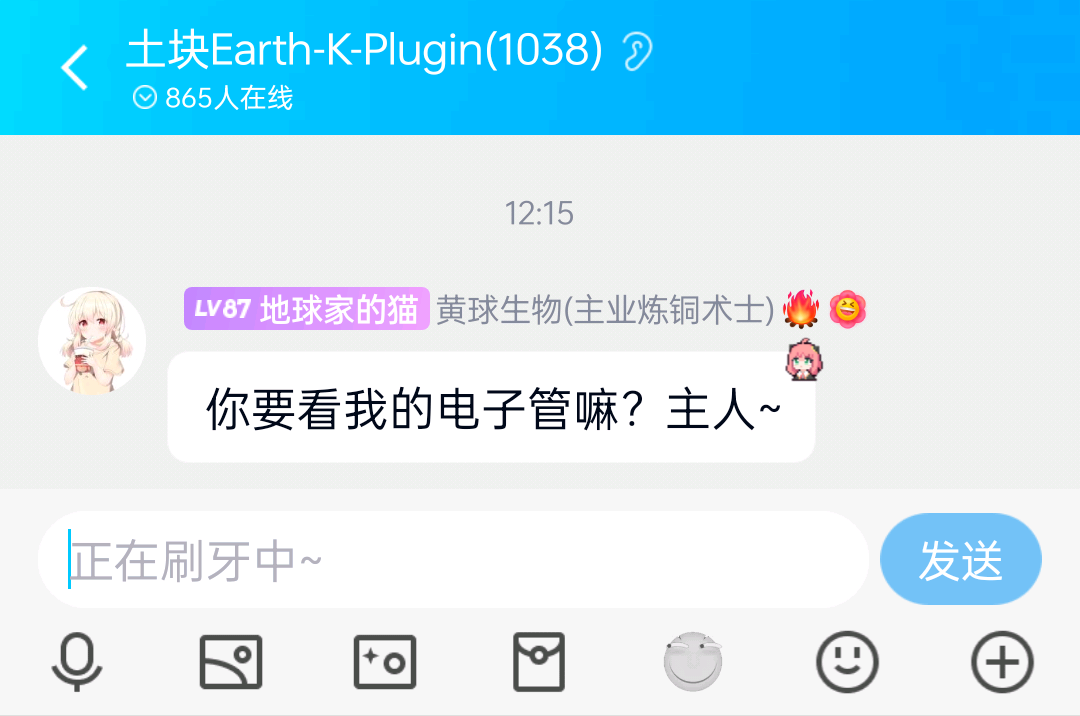 土块Earth-K-Plugin(1038)
865人在线
12:15
LV87 地球家的猫 黄球生物(主业炼铜术士)
你要看我的电子管嘛？主人~
正在刷牙中~
发送